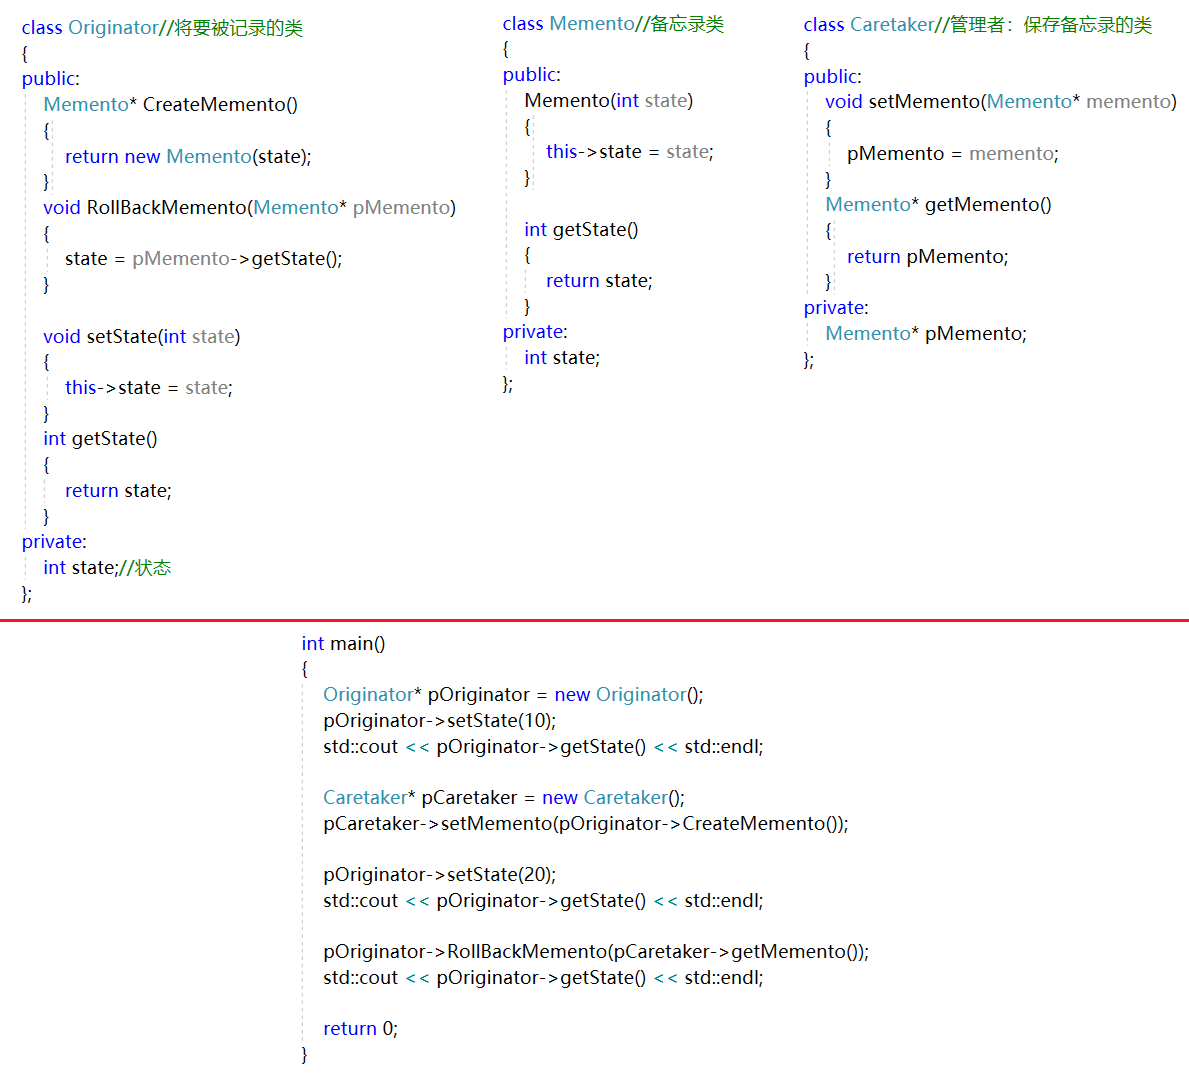 class Originator//将要被记录的类
{
public:
    Memento* CreateMemento()
    {
        return new Memento(state);
    }
    void RollBackMemento(Memento* pMemento)
    {
        state = pMemento->getState();
    }

    void setState(int state)
    {
        this->state = state;
    }
    int getState()
    {
        return state;
    }
private:
    int state;//状态
};
class Memento//备忘录类
{
public:
    Memento(int state)
    {
        this->state = state;
    }

    int getState()
    {
        return state;
    }
private:
    int state;
};
class Caretaker//管理者：保存备忘录的类
{
public:
    void setMemento(Memento* memento)
    {
        pMemento = memento;
    }
    Memento* getMemento()
    {
        return pMemento;
    }
private:
    Memento* pMemento;
};
int main()
{
    Originator* pOriginator = new Originator();
    pOriginator->setState(10);
    std::cout << pOriginator->getState() << std::endl;

    Caretaker* pCaretaker = new Caretaker();
    pCaretaker->setMemento(pOriginator->CreateMemento());

    pOriginator->setState(20);
    std::cout << pOriginator->getState() << std::endl;

    pOriginator->RollBackMemento(pCaretaker->getMemento());
    std::cout << pOriginator->getState() << std::endl;

    return 0;
}